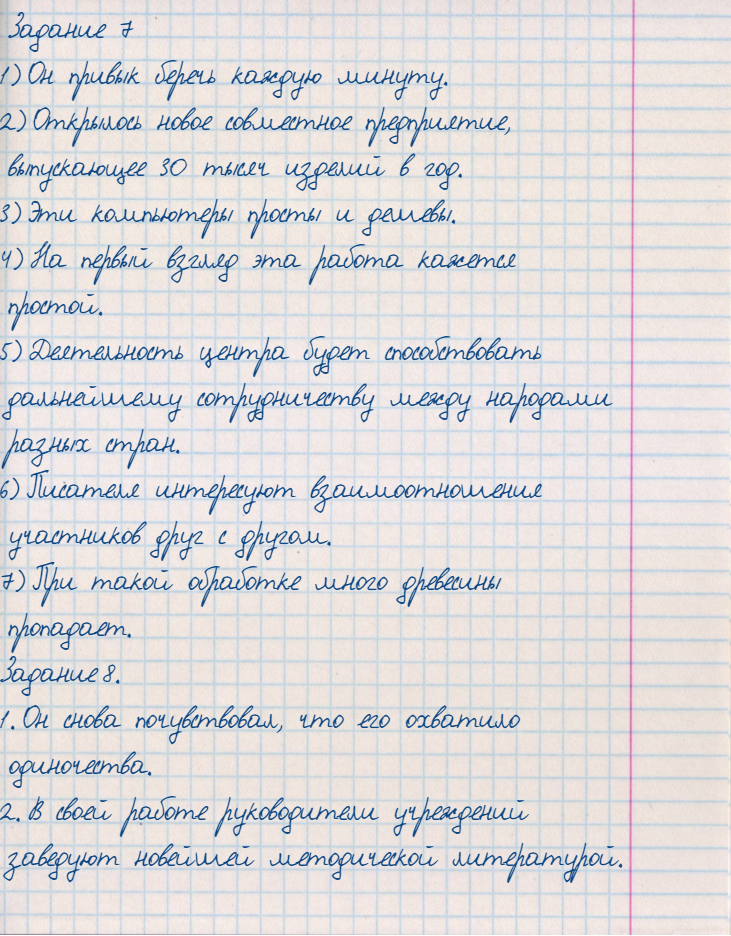 Задание 7
1) Он привык беречь каждую минуту.
2) Открылось новое совместное предприятие,
выпускающее 30 тысяч изделий в год.
3) Эти компьютеры просты и дешевы.
4) На первый взгляд эта работа кажется
простой.
5) Деятельность центра будет способствовать
дальнейшему сотрудничеству между народами
разных стран.
6) Писателя интересуют взаимоотношения
участников друг с другом.
7) При такой обработке много древесины
пропадает.
Задание 8.
1. Он снова почувствовал, что его охватило
одиночества.
2. В своей работе руководители учреждений
заведуют новейшей методической литературой.